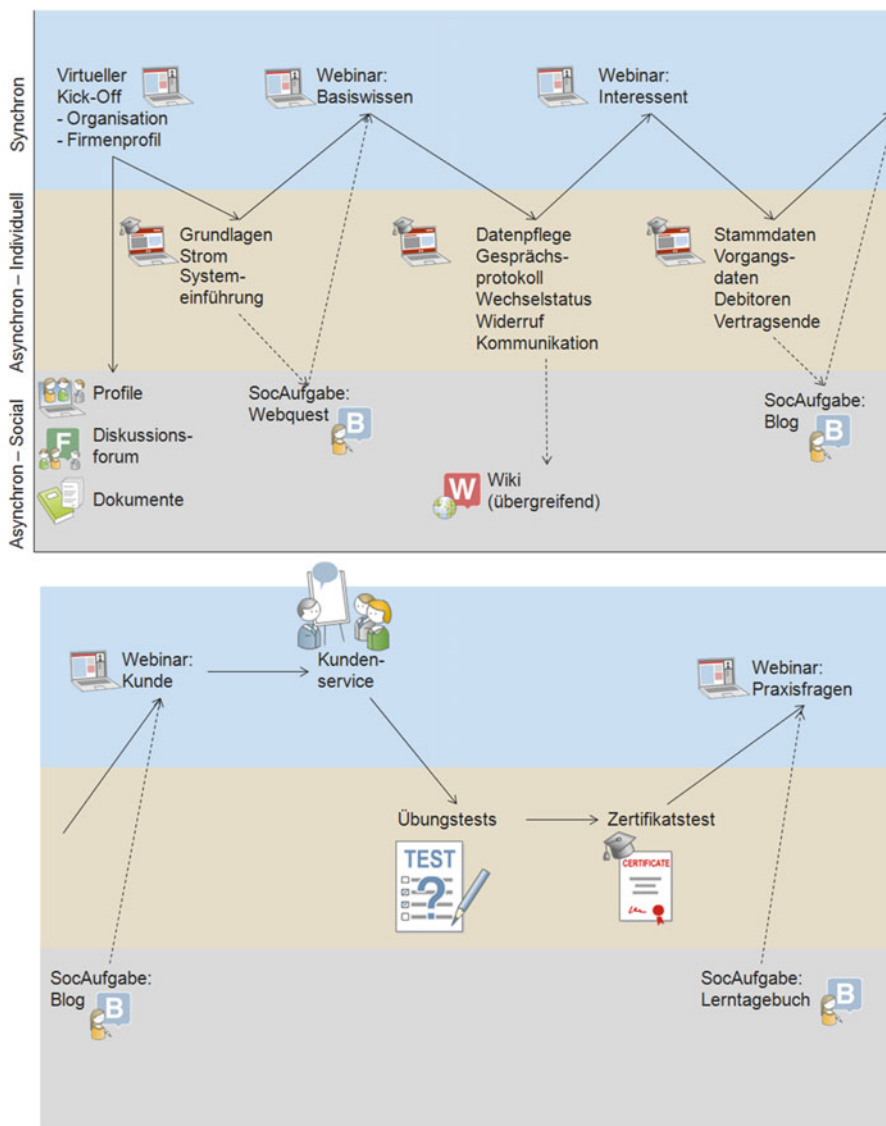 Synchron
Virtueller
Kick-Off
- Organisation
- Firmenprofil
Webinar:
Basiswissen
Webinar:
Interessent
Asynchron – Individuell
Grundlagen
Strom
System-
einführung
Datenpflege
Gesprächs-
protokoll
Wechselstatus
Widerruf
Kommunikation
Stammdaten
Vorgangs-
daten
Debitoren
Vertragsende
Asynchron – Social
Profile
F
Diskussions-
forum
Dokumente
SocAufgabe:
Webquest
B
W
Wiki
(übergreifend)
SocAufgabe:
Blog
B
Webinar:
Kunde
Kunden-
service
Webinar:
Praxisfragen
Übungstests
TEST
?
Zertifikatstest
CERTIFICATE
SocAufgabe:
Blog
B
SocAufgabe:
Lerntagebuch
B